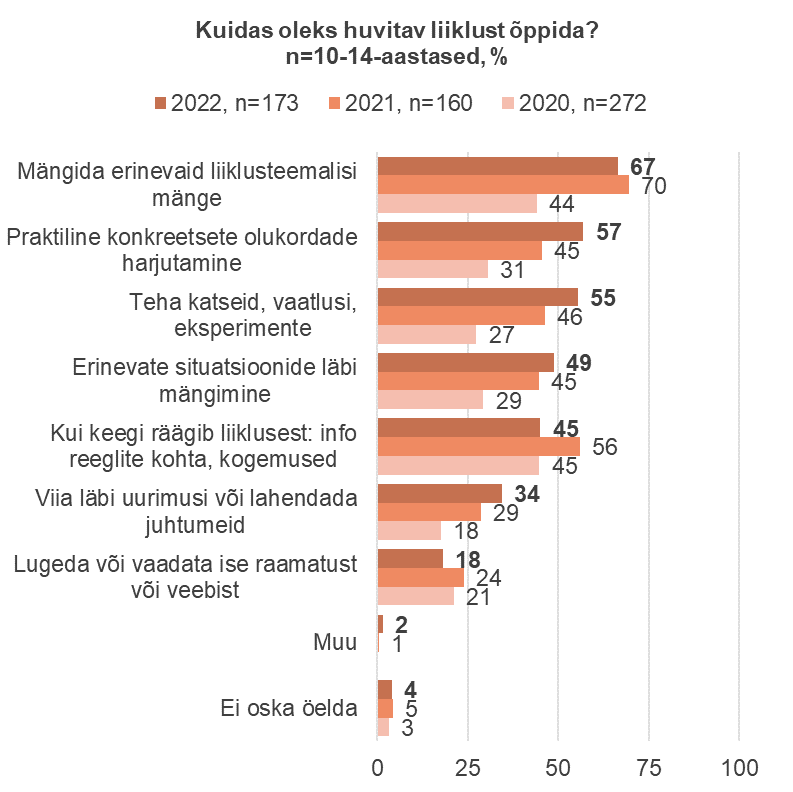 Kuidas oleks huvitav liiklust õppida?
n=10-14-aastased, %
2022, n=173 2021, n=160 2020, n=272
Mängida erinevaid liiklusteemalisi
mänge
67
70
44
Praktiline konkreetsete olukordade
harjutamine
57
45
31
Teha katseid, vaatlusi,
eksperimente
55
46
27
Erinevate situatsioonide läbi
mängimine
49
45
29
Kui keegi räägib liiklusest: info
reeglite kohta, kogemused
45
56
45
Viia läbi uurimusi või lahendada
juhtumeid
34
29
18
Lugeda või vaadata ise raamatust
või veebist
18
24
21
Muu
2
1
Ei oska öelda
4
5
3
0 25 50 75 100